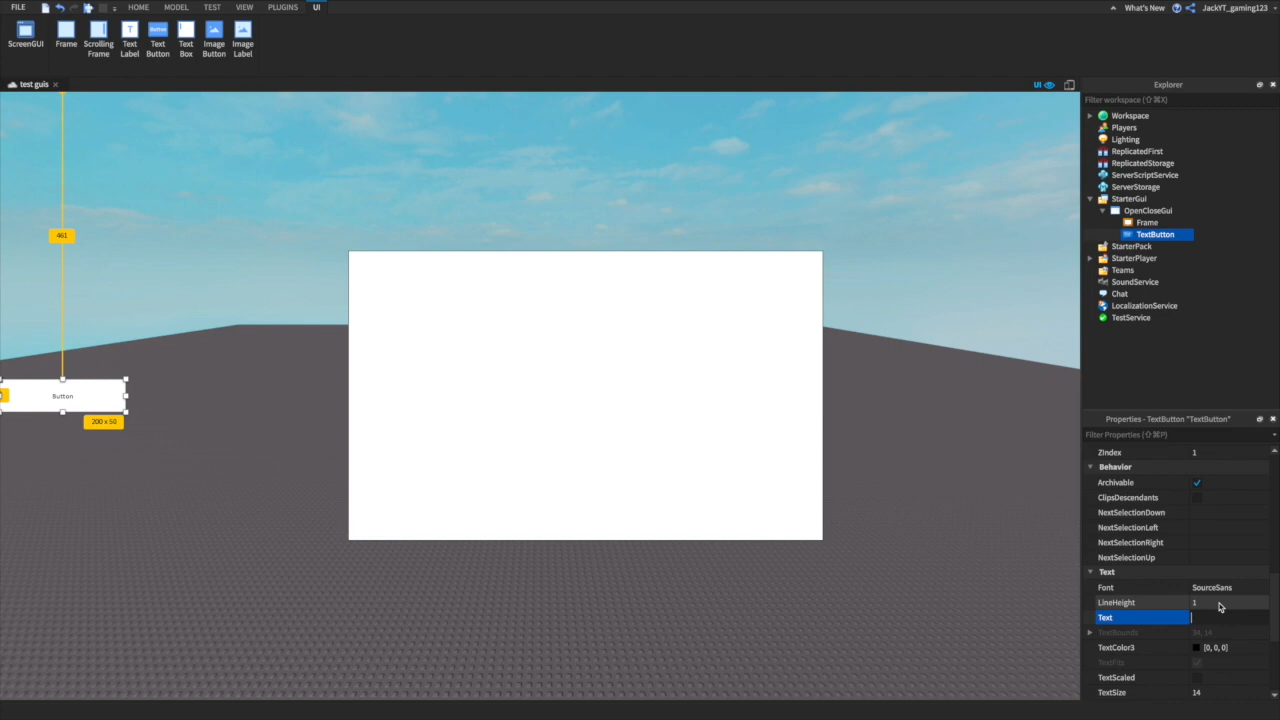 FILE HOME MODEL TEST VIEW PLUGINS UI What's New JackYT_gaming123
ScreenGUI Frame Scrolling Frame Text Label Text Button Text Box Image Button Image Label
Button
test guis UI
Explorer
Filter workspace (⇧⌘X)
Workspace
Players
Lighting
ReplicatedFirst
ReplicatedStorage
ServerScriptService
ServerStorage
StarterGui
OpenCloseGui
Frame
TextButton
StarterPack
StarterPlayer
Teams
SoundService
Chat
LocalizationService
TestService
461
Button
200 x 50
Properties - TextButton "TextButton"
Filter Properties (⇧⌘P)
ZIndex 1
Behavior
Archivable
ClipsDescendants
NextSelectionDown
NextSelectionLeft
NextSelectionRight
NextSelectionUp
Text
Font SourceSans
LineHeight 1
Text
TextBounds 34, 14
TextColor3 [0, 0, 0]
TextFits
TextScaled
TextSize 14